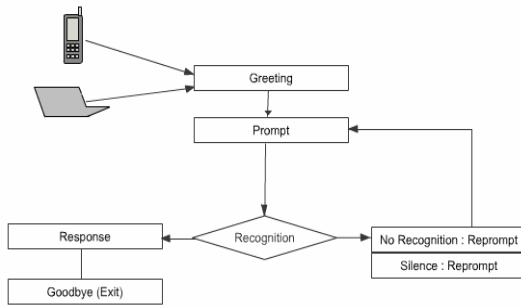 Greeting
Prompt
Recognition
Response
No Recognition : Reprompt
Silence : Reprompt
Goodbye (Exit)